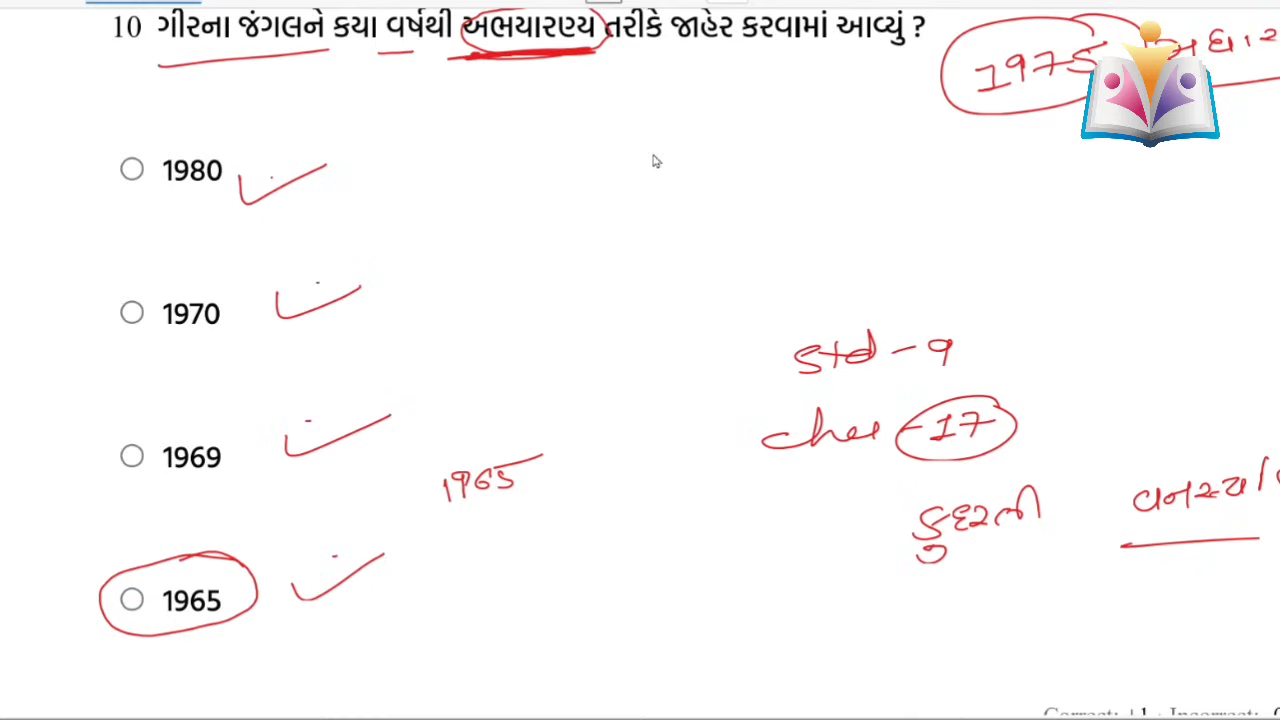 10 ગીરના જંગલને કયા વર્ષથી અભયારણ્ય તરીકે જાહેર કરવામાં આવ્યું ?
1975
1980
1970
Std - 9
1969
- 17
1965
કુદરતી
1965